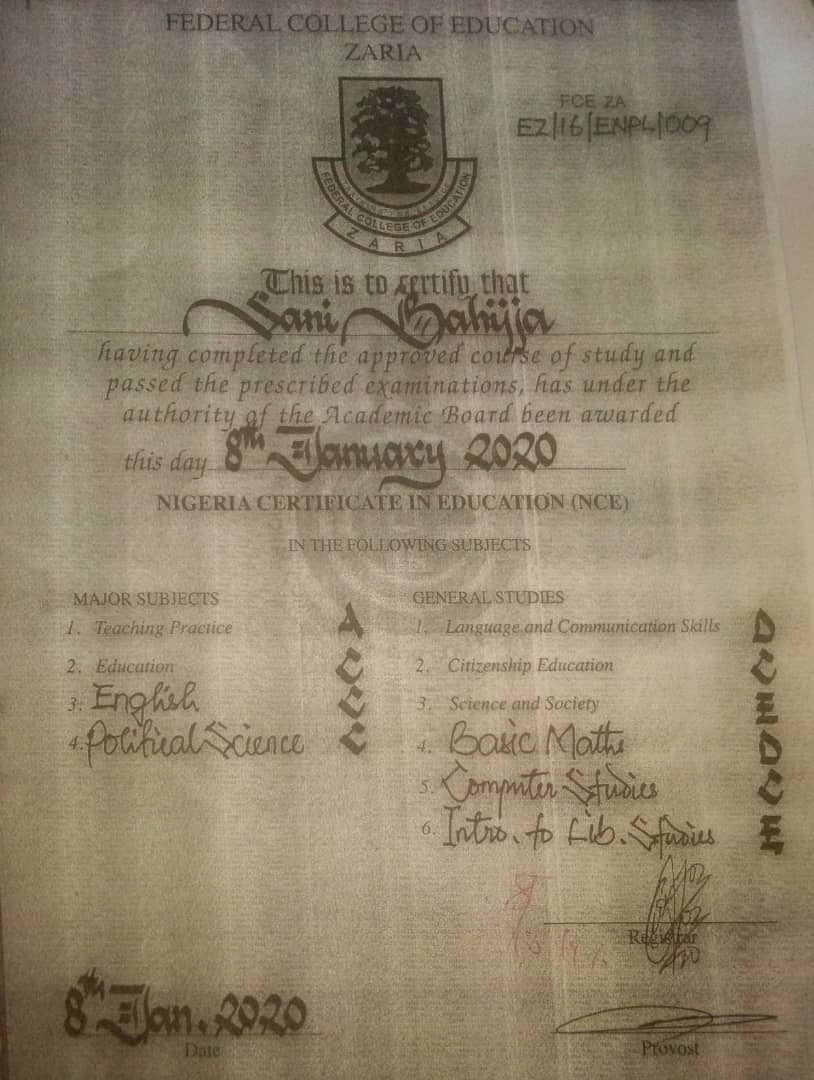 FEDERAL COLLEGE OF EDUCATION
ZARIA
FCE ZA
EZ/16/ENPL/009
FEDERAL COLLEGE OF EDUCATION
ZARIA
This is to certify that
Sani Bahijja
having completed the approved course of study and
passed the prescribed examinations, has under the
authority of the Academic Board been awarded
this day 8th January 2020
NIGERIA CERTIFICATE IN EDUCATION (NCE)
IN THE FOLLOWING SUBJECTS
MAJOR SUBJECTS
1. Teaching Practice A
2. Education C
3. English C
4. Political Science C
GENERAL STUDIES
1. Language and Communication Skills D
2. Citizenship Education C
3. Science and Society E
4. Basic Maths D
5. Computer Studies C
6. Intro. to Lib. Studies E
Registrar
8th Jan. 2020
Date
Provost